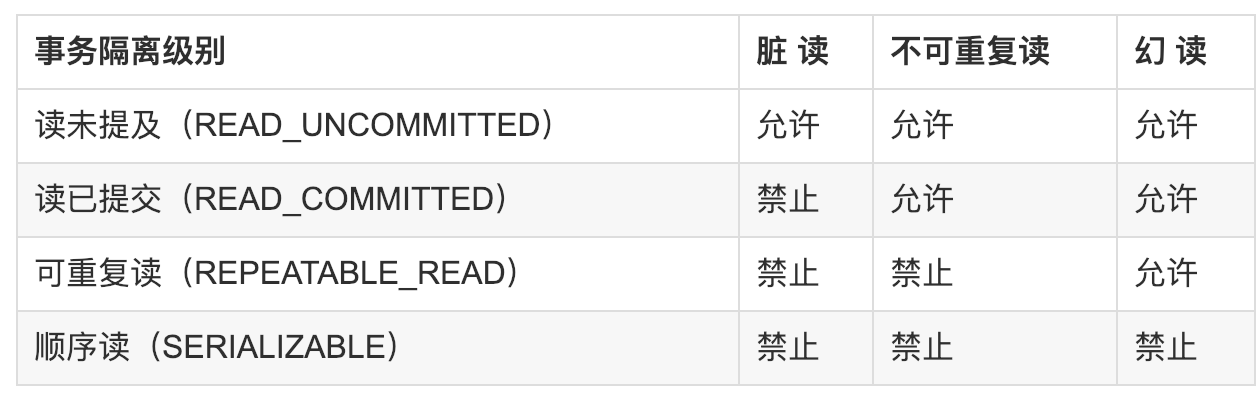 事务隔离级别 脏 读 不可重复读 幻 读
读未提及（READ_UNCOMMITTED） 允许 允许 允许
读已提交（READ_COMMITTED） 禁止 允许 允许
可重复读（REPEATABLE_READ） 禁止 禁止 允许
顺序读（SERIALIZABLE） 禁止 禁止 禁止